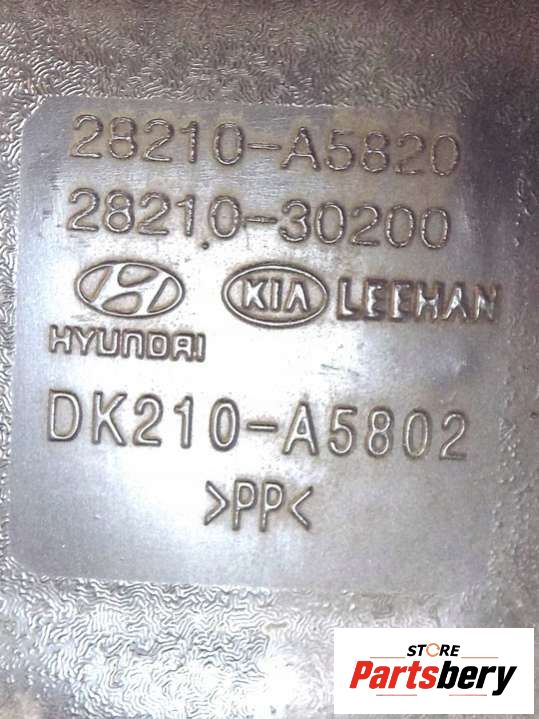 28210-A5820
28210-30200
HYUNDAI KIA LEEHAN
DK210-A5802
>PP<
STORE
Partsbery